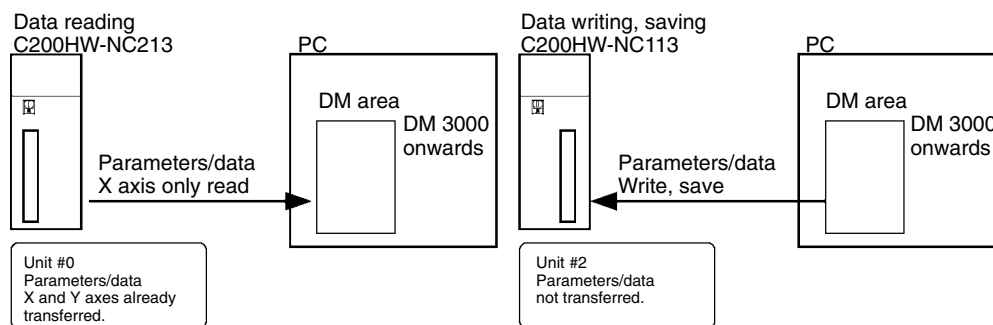 Data reading
C200HW-NC213
PC
DM area
DM 3000
onwards
Parameters/data
X axis only read
Unit #0
Parameters/data
X and Y axes already
transferred.
Data writing, saving
C200HW-NC113
PC
DM area
DM 3000
onwards
Parameters/data
Write, save
Unit #2
Parameters/data
not transferred.